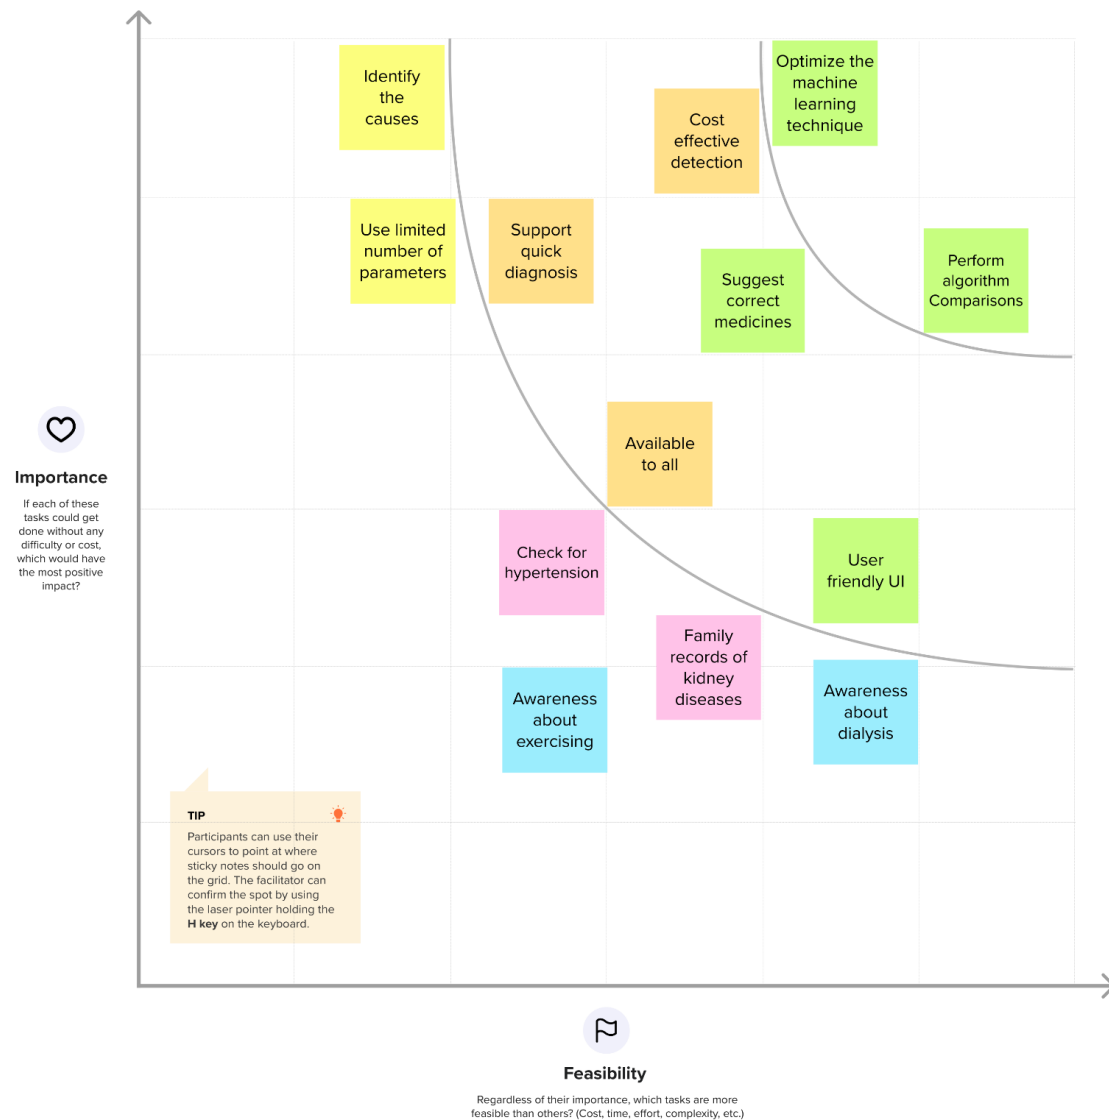 Identify
the
causes
Optimize the
machine
learning
technique
Cost
effective
detection
Use limited
number of
parameters
Support
quick
diagnosis
Suggest
correct
medicines
Perform
algorithm
Comparisons
Available
to all
Importance
If each of these
tasks could get
done without any
difficulty or cost,
which would have
the most positive
impact?
Check for
hypertension
User
friendly UI
Family
records of
kidney
diseases
Awareness
about
exercising
Awareness
about
dialysis
TIP
Participants can use their
cursors to point at where
sticky notes should go on
the grid. The facilitator can
confirm the spot by using
the laser pointer holding the
H key on the keyboard.
Feasibility
Regardless of their importance, which tasks are more
feasible than others? (Cost, time, effort, complexity, etc.)